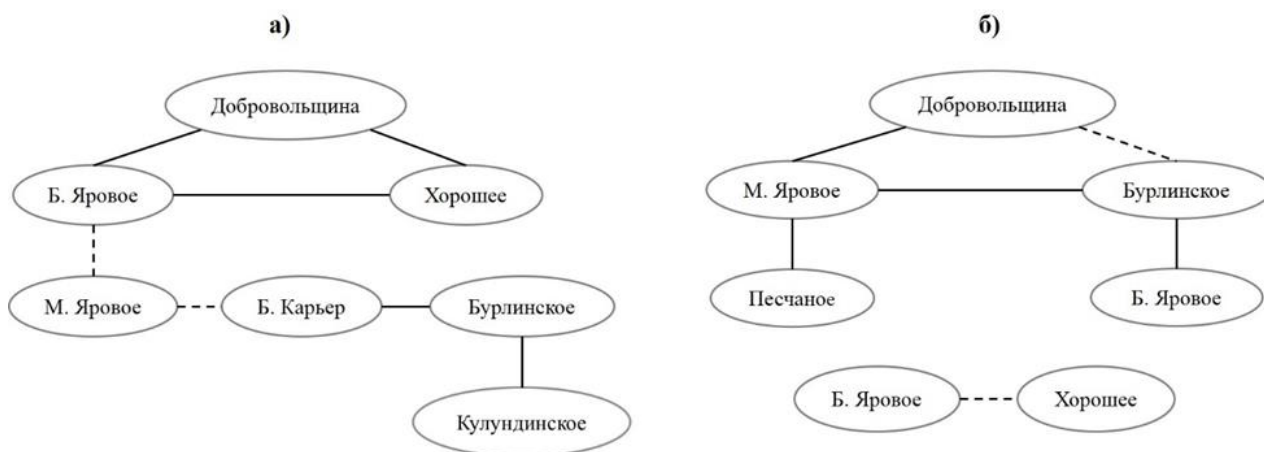 а)
Добровольщина
Б. Яровое
Хорошее
М. Яровое
Б. Карьер
Бурлинское
Кулундинское
б)
Добровольщина
М. Яровое
Бурлинское
Песчаное
Б. Яровое
Б. Яровое
Хорошее